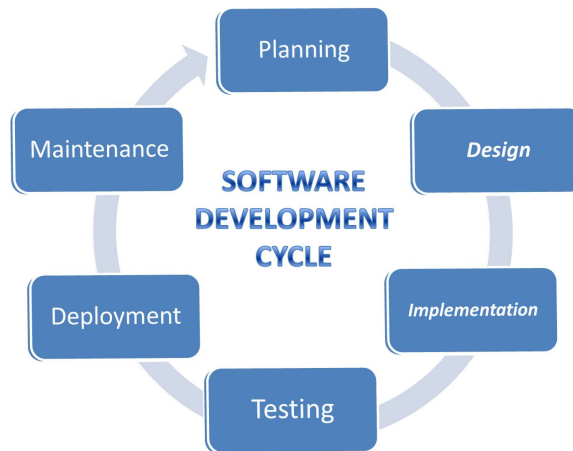 Planning
Design
Implementation
Testing
Deployment
Maintenance
SOFTWARE
DEVELOPMENT
CYCLE